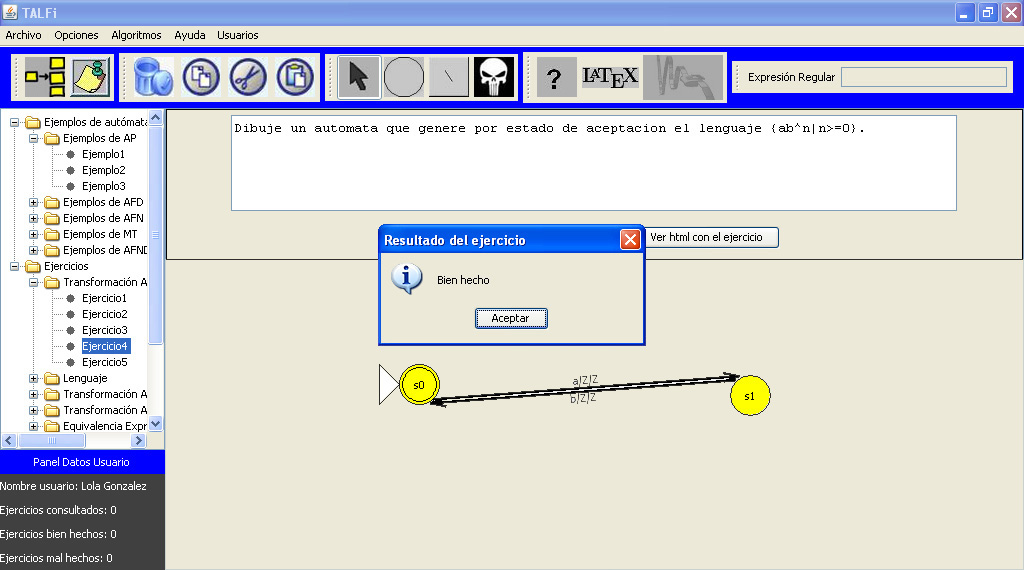 TALFi
Archivo Opciones Algoritmos Ayuda Usuarios
? LATEX Expresión Regular
Ejemplos de autómata
Ejemplos de AP
Ejemplo1
Ejemplo2
Ejemplo3
Ejemplos de AFD
Ejemplos de AFN
Ejemplos de MT
Ejemplos de AFND
Ejercicios
Transformación A
Ejercicio1
Ejercicio2
Ejercicio3
Ejercicio4
Ejercicio5
Lenguaje
Transformación A
Transformación A
Equivalencia Expr
Panel Datos Usuario
Nombre usuario: Lola Gonzalez
Ejercicios consultados: 0
Ejercicios bien hechos: 0
Ejercicios mal hechos: 0
Dibuje un automata que genere por estado de aceptacion el lenguaje {ab^n|n>=0}.
Ver html con el ejercicio
Resultado del ejercicio
Bien hecho
Aceptar
s0
a/Z/Z
b/Z/Z
s1